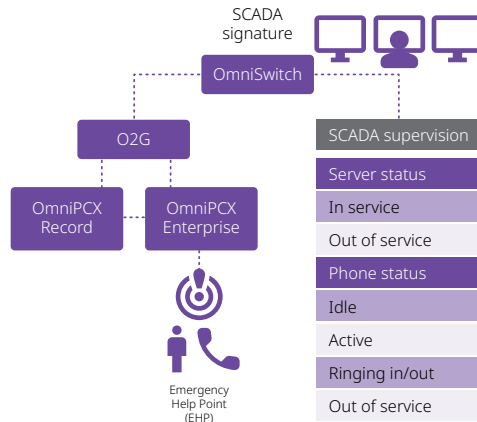 SCADA
signature
OmniSwitch
O2G
OmniPCX
Record
OmniPCX
Enterprise
Emergency
Help Point
(EHP)
SCADA supervision
Server status
In service
Out of service
Phone status
Idle
Active
Ringing in/out
Out of service